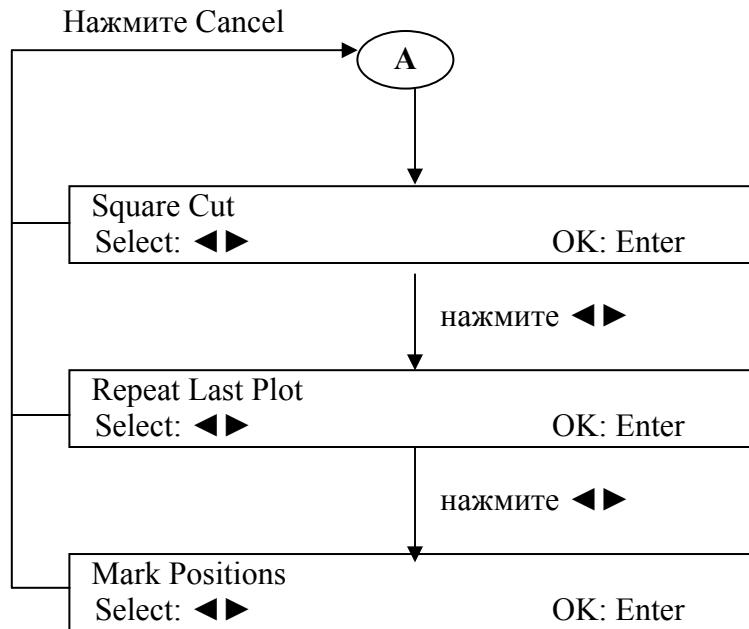 Нажмите Cancel
A
Square Cut
Select: ◄► OK: Enter
нажмите ◄►
Repeat Last Plot
Select: ◄► OK: Enter
нажмите ◄►
Mark Positions
Select: ◄► OK: Enter